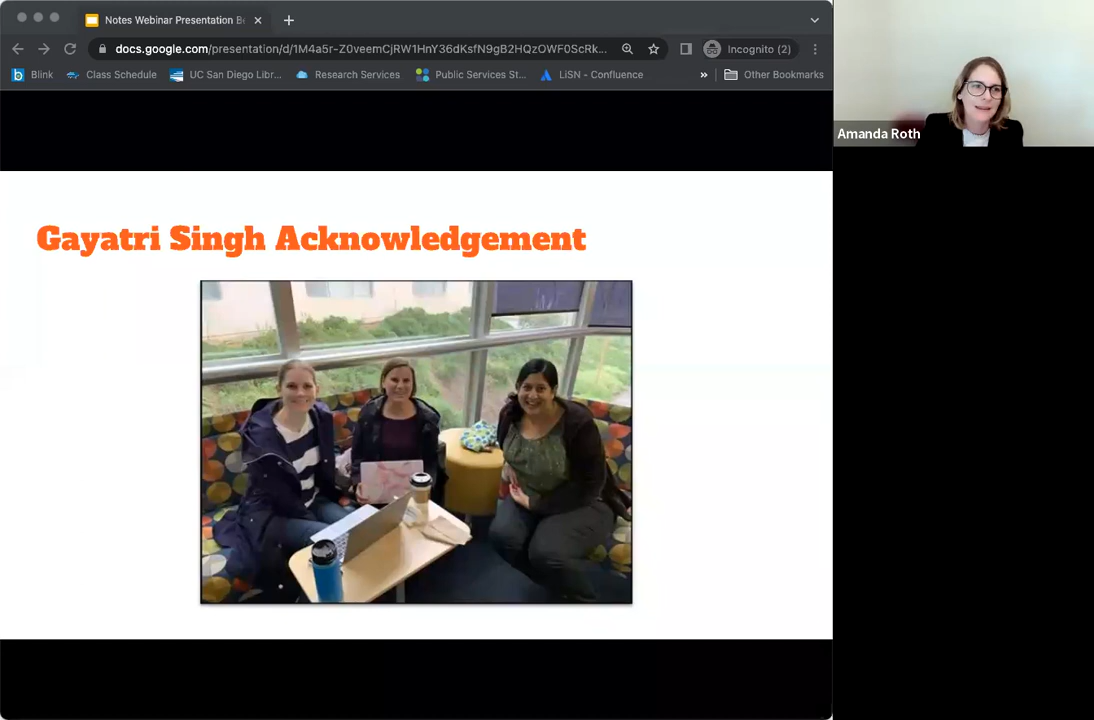 Notes Webinar Presentation Be
docs.google.com/presentation/d/1M4a5r-Z0veemCjRW1HnY36dKsfN9gB2HQzOWF0ScRk...
Incognito (2)
Blink
Class Schedule
UC San Diego Libr...
Research Services
Public Services St...
LiSN - Confluence
»
Other Bookmarks
Amanda Roth
Gayatri Singh Acknowledgement